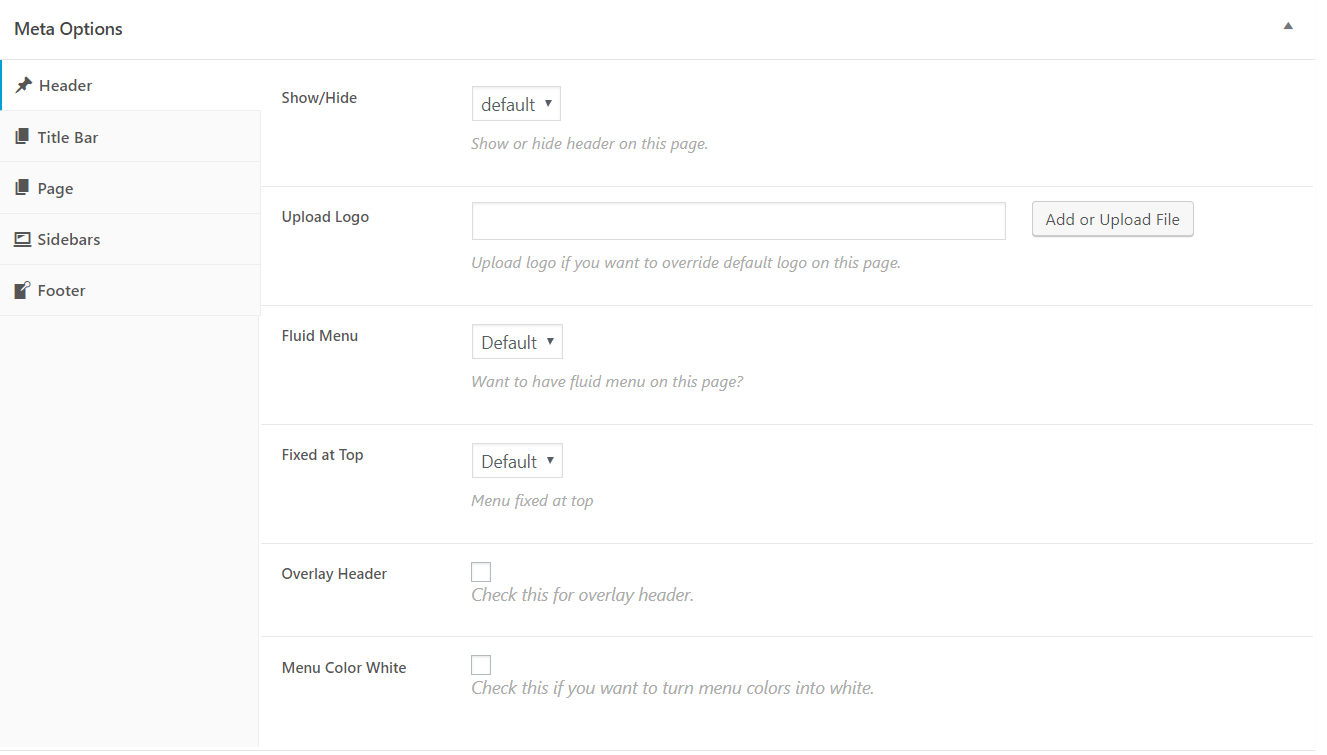 Meta Options
Header
Title Bar
Page
Sidebars
Footer
Show/Hide
default
Show or hide header on this page.
Upload Logo
Add or Upload File
Upload logo if you want to override default logo on this page.
Fluid Menu
Default
Want to have fluid menu on this page?
Fixed at Top
Default
Menu fixed at top
Overlay Header
Check this for overlay header.
Menu Color White
Check this if you want to turn menu colors into white.